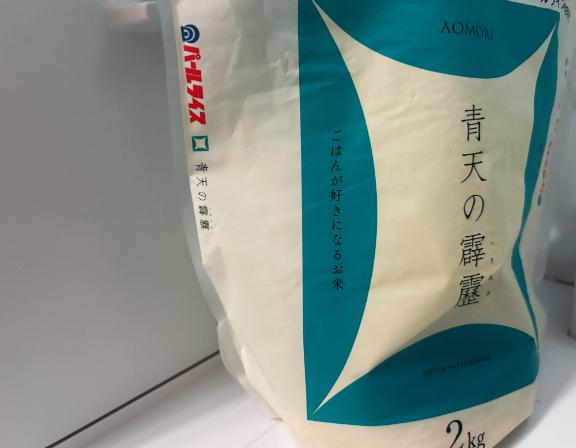 パールライス
青天の霹靂
AOMORI
青天の霹靂
へきれき
ごはんが好きになるお米
SEITEN NO HEKIREKI
2kg